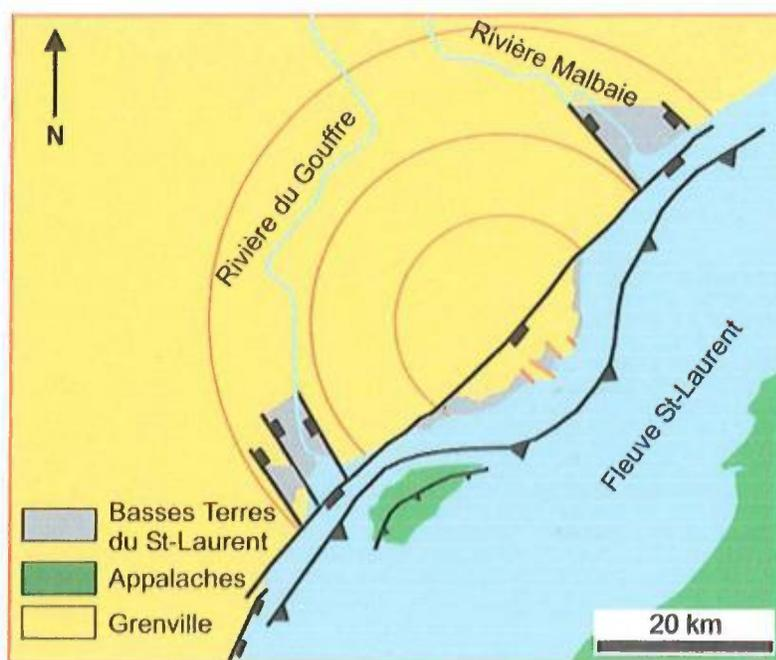 Rivière Malbaie
N
Rivière du Gouffre
Fleuve St-Laurent
Basses Terres
du St-Laurent
Appalaches
Grenville
20 km